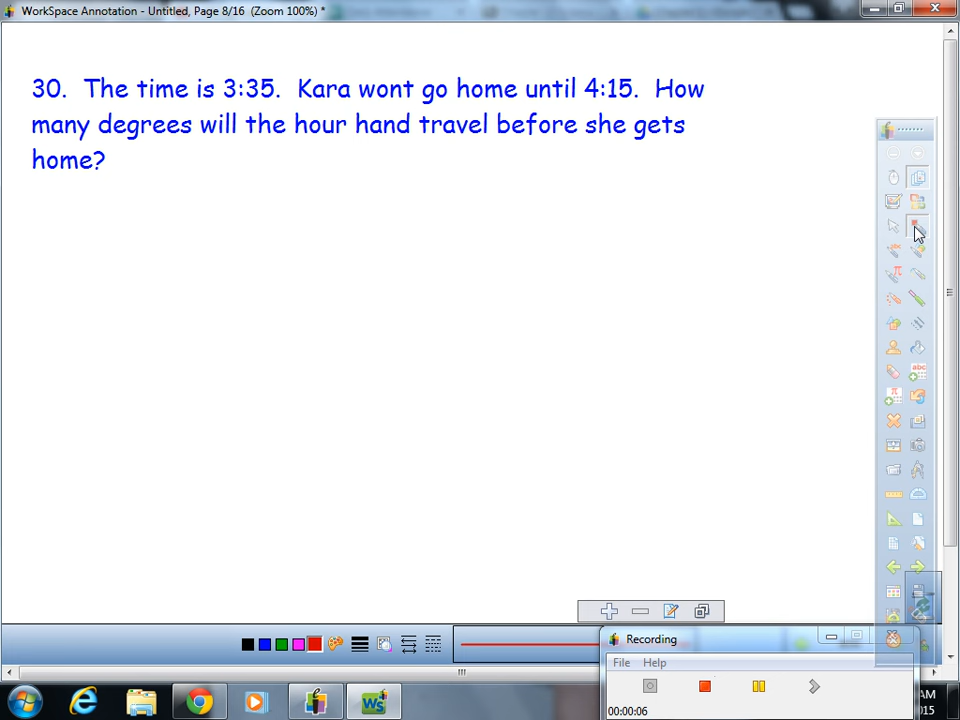 WorkSpace Annotation - Untitled, Page 8/16 (Zoom 100%) *
30. The time is 3:35. Kara wont go home until 4:15. How
many degrees will the hour hand travel before she gets
home?
Recording
File Help
00:00:06
AM
015